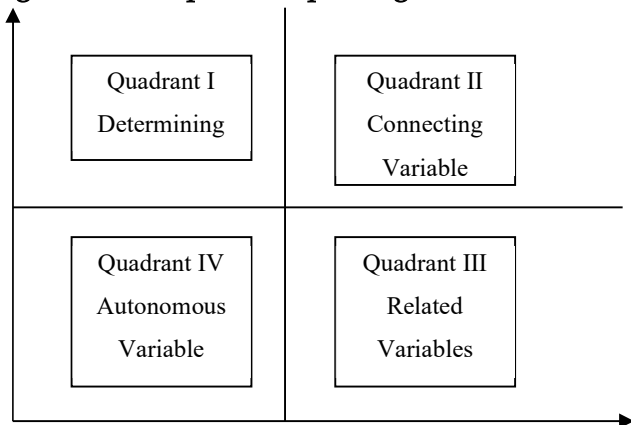 Quadrant I
Determining
Quadrant II
Connecting
Variable
Quadrant IV
Autonomous
Variable
Quadrant III
Related
Variables